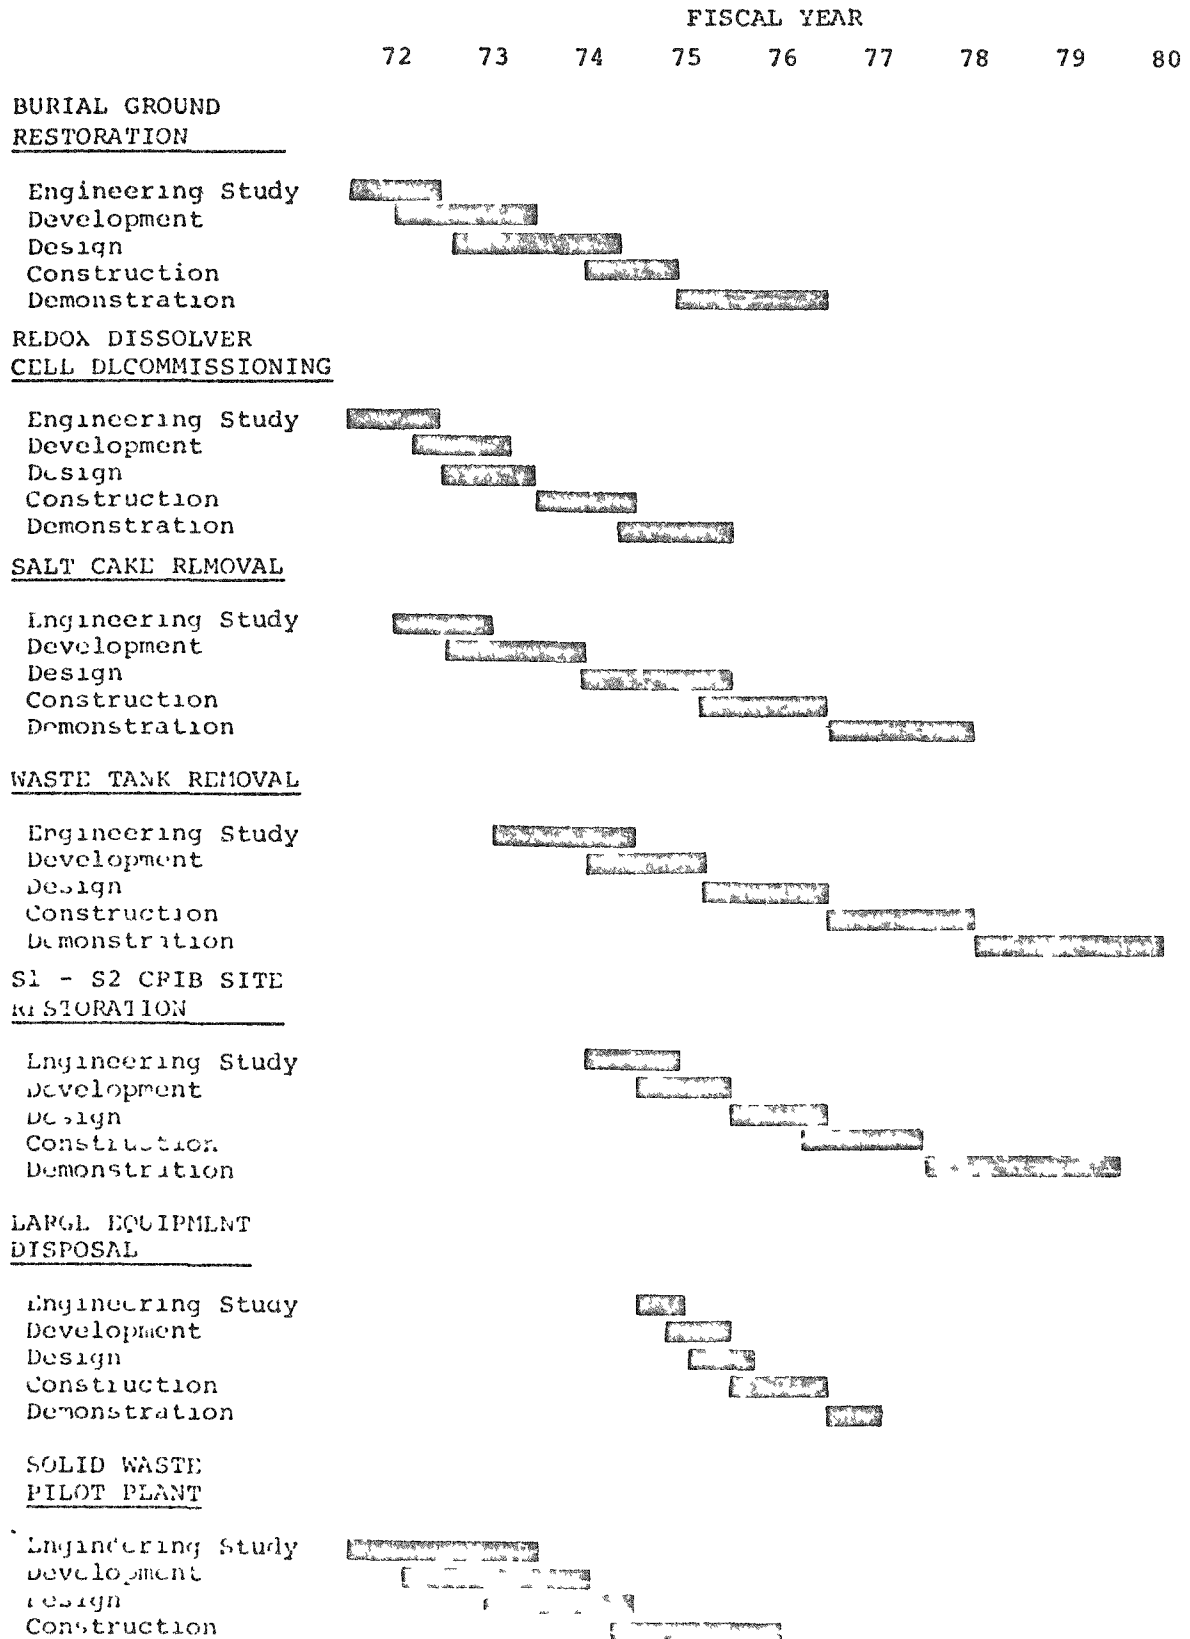 FISCAL YEAR
72 73 74 75 76 77 78 79 80
BURIAL GROUND
RESTORATION
Engineering Study
Development
Design
Construction
Demonstration
REDOX DISSOLVER
CELL DECOMMISSIONING
Engineering Study
Development
Design
Construction
Demonstration
SALT CAKE REMOVAL
Engineering Study
Development
Design
Construction
Demonstration
WASTE TANK REMOVAL
Engineering Study
Development
Design
Construction
Demonstration
S1 - S2 CRIB SITE
RESTORATION
Engineering Study
Development
Design
Construction
Demonstration
LARGE EQUIPMENT
DISPOSAL
Engineering Study
Development
Design
Construction
Demonstration
SOLID WASTE
PILOT PLANT
Engineering Study
Development
Design
Construction